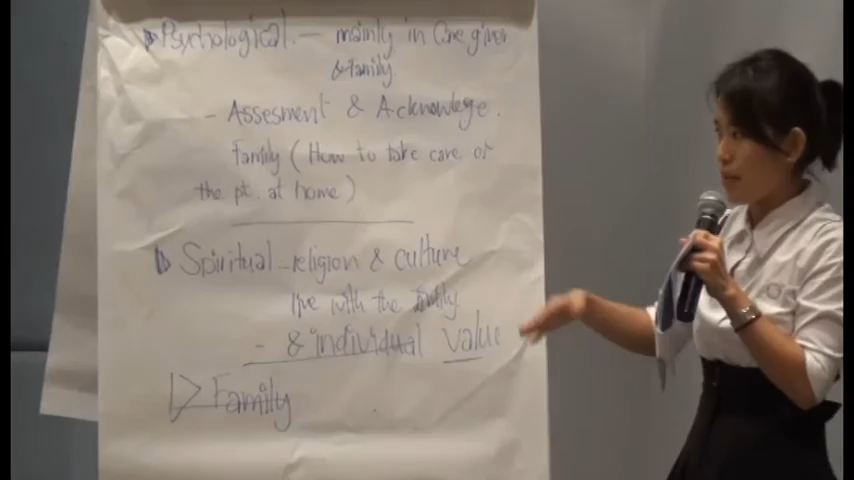 Psychological. - mainly in Care giver
& Family
- Assesment & Acknowlege.
Family (How to take care of
the pt. at home)
Spiritual - religion & culture
live with the family
- & individual value
Family